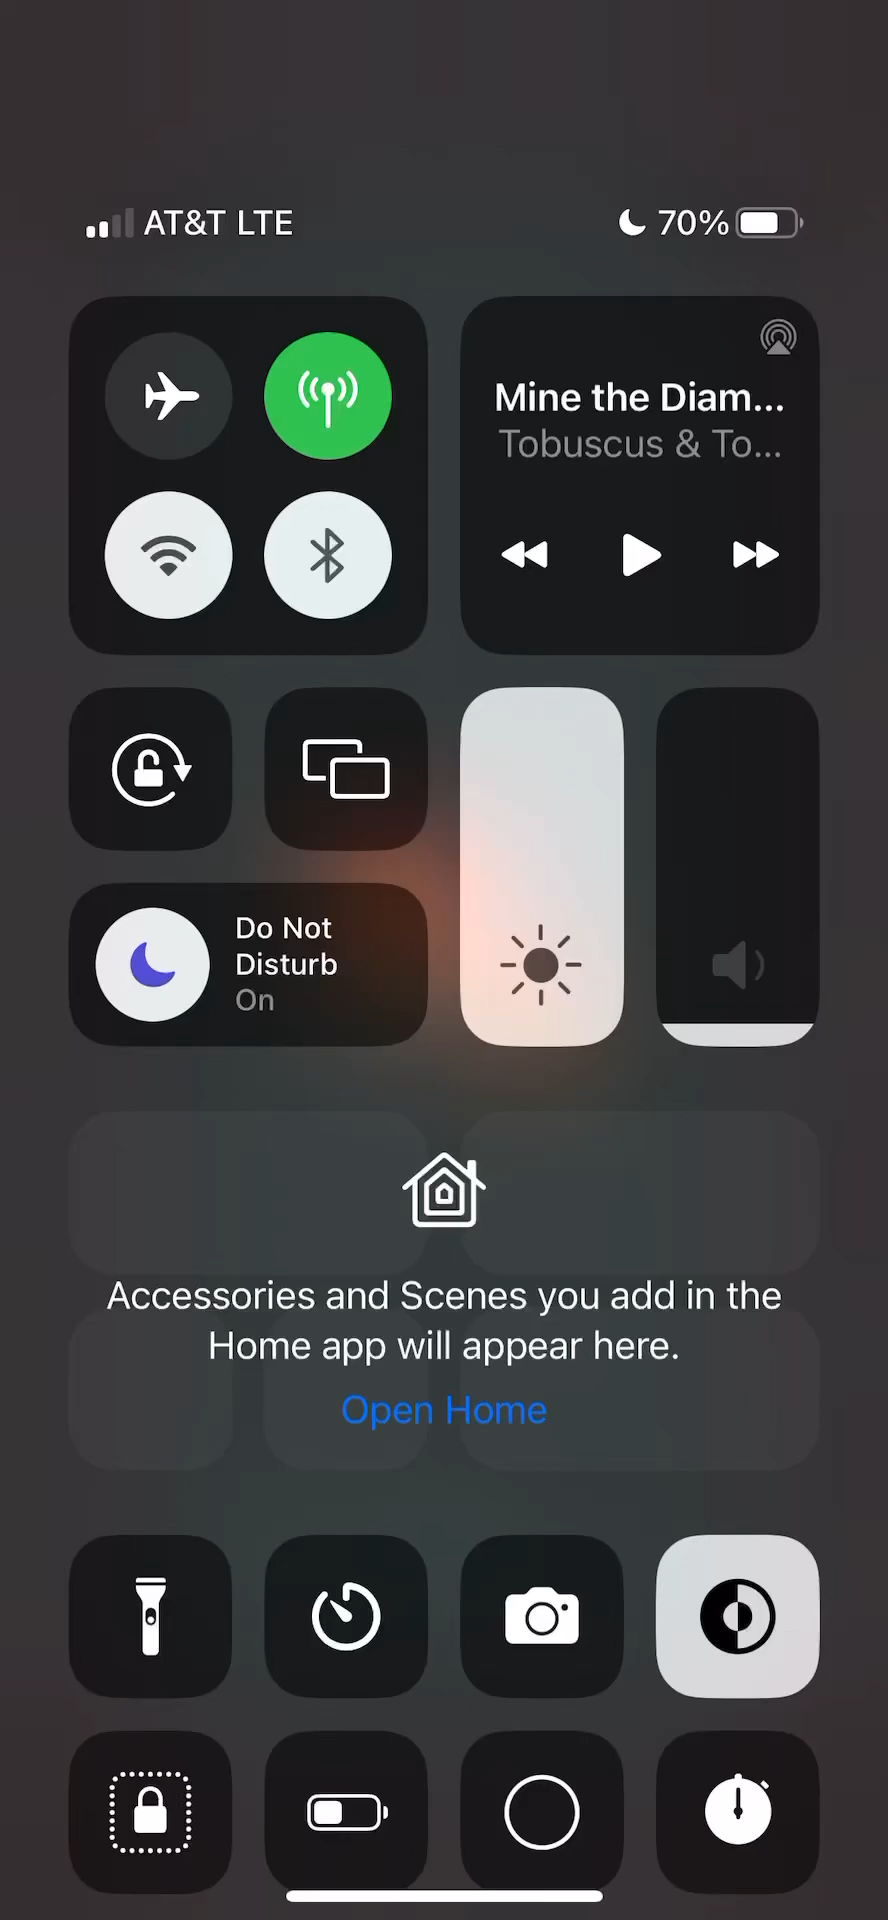 AT&T LTE
70%
Mine the Diam...
Tobuscus & To...
Do Not
Disturb
On
Accessories and Scenes you add in the
Home app will appear here.
Open Home